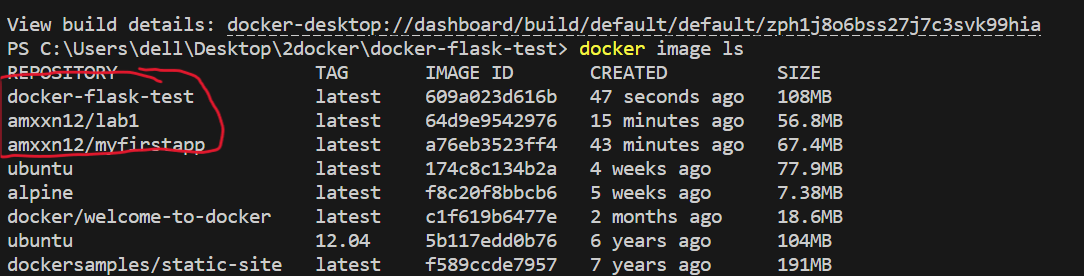 View build details: docker-desktop://dashboard/build/default/default/zph1j8o6bss27j7c3svk99hia
PS C:\Users\dell\Desktop\2docker\docker-flask-test> docker image ls
REPOSITORY TAG IMAGE ID CREATED SIZE
docker-flask-test latest 609a023d616b 47 seconds ago 108MB
amxxn12/lab1 latest 64d9e9542976 15 minutes ago 56.8MB
amxxn12/myfirstapp latest a76eb3523ff4 43 minutes ago 67.4MB
ubuntu latest 174c8c134b2a 4 weeks ago 77.9MB
alpine latest f8c20f8bbcb6 5 weeks ago 7.38MB
docker/welcome-to-docker latest c1f619b6477e 2 months ago 18.6MB
ubuntu 12.04 5b117edd0b76 6 years ago 104MB
dockersamples/static-site latest f589ccde7957 7 years ago 191MB